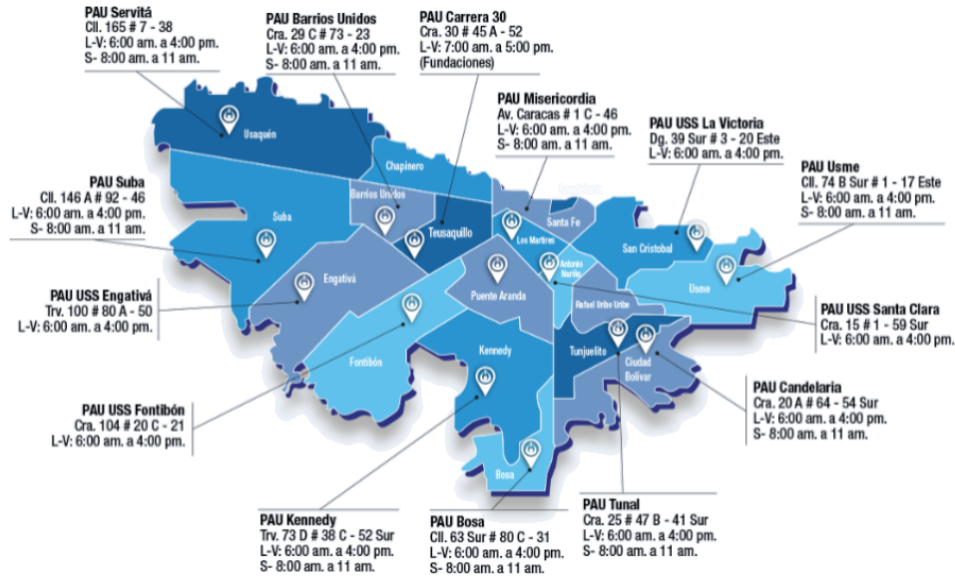 PAU Servitá
Cll. 165 # 7 - 38
L-V: 6:00 am. a 4:00 pm.
S- 8:00 am. a 11 am.
PAU Barrios Unidos
Cra. 29 C # 73 - 23
L-V: 6:00 am. a 4:00 pm.
S- 8:00 am. a 11 am.
PAU Carrera 30
Cra. 30 # 45 A - 52
L-V: 7:00 am. a 5:00 pm.
(Fundaciones)
PAU Misericordia
Av. Caracas # 1 C - 46
L-V: 6:00 am. a 4:00 pm.
S- 8:00 am. a 11 am.
PAU USS La Victoria
Dg. 39 Sur # 3 - 20 Este
L-V: 6:00 am. a 4:00 pm.
PAU Usme
Cll. 74 B Sur # 1 - 17 Este
L-V: 6:00 am. a 4:00 pm.
S- 8:00 am. a 11 am.
PAU Suba
Cll. 146 A # 92 - 46
L-V: 6:00 am. a 4:00 pm.
S- 8:00 am. a 11 am.
PAU USS Engativá
Trv. 100 # 80 A - 50
L-V: 6:00 am. a 4:00 pm.
PAU USS Fontibón
Cra. 104 # 20 C - 21
L-V: 6:00 am. a 4:00 pm.
Usaquén
Chapinero
Barrios Unidos
Suba
Teusaquillo
Santa Fe
Los Martires
San Cristobal
Antonio
Nariño
Engativá
Puente Aranda
Rafael Uribe Uribe
Usme
Fontibón
Kennedy
Tunjuelito
Ciudad
Bolívar
Bosa
PAU USS Santa Clara
Cra. 15 # 1 - 59 Sur
L-V: 6:00 am. a 4:00 pm.
PAU Candelaria
Cra. 20 A # 64 - 54 Sur
L-V: 6:00 am. a 4:00 pm.
S- 8:00 am. a 11 am.
PAU Kennedy
Trv. 73 D # 38 C - 52 Sur
L-V: 6:00 am. a 4:00 pm.
S- 8:00 am. a 11 am.
PAU Bosa
Cll. 63 Sur # 80 C - 31
L-V: 6:00 am. a 4:00 pm.
S- 8:00 am. a 11 am.
PAU Tunal
Cra. 25 # 47 B - 41 Sur
L-V: 6:00 am. a 4:00 pm.
S- 8:00 am. a 11 am.